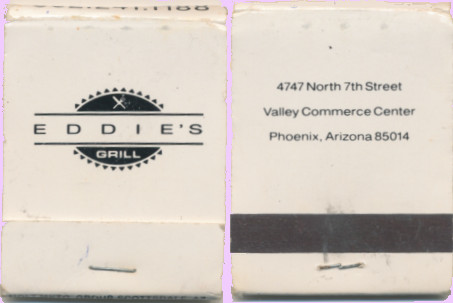 EDDIE'S
GRILL
4747 North 7th Street
Valley Commerce Center
Phoenix, Arizona 85014